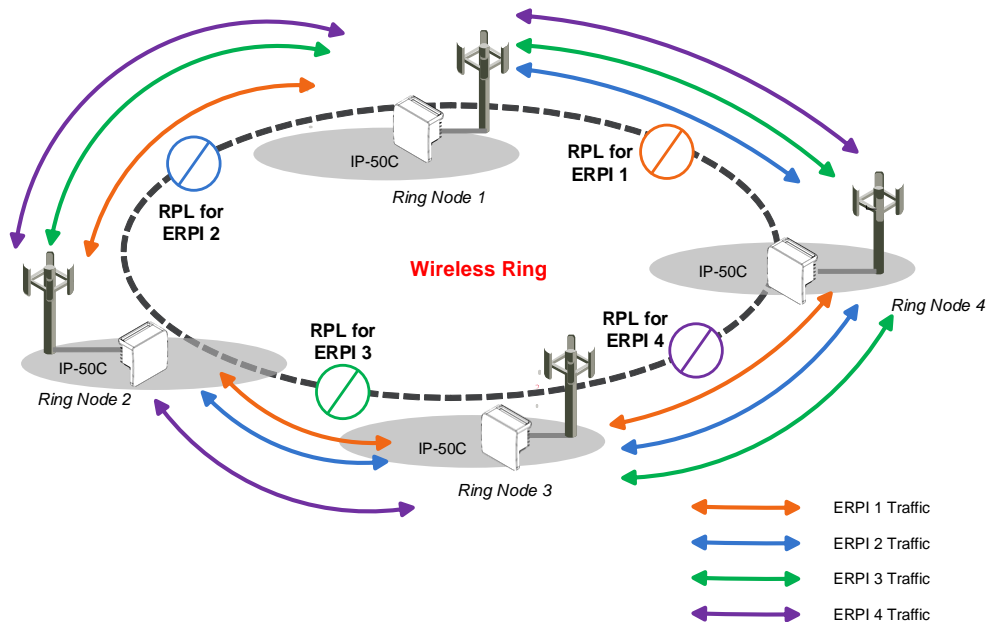 IP-50C
Ring Node 1
RPL for
ERPI 1
RPL for
ERPI 2
Wireless Ring
IP-50C
Ring Node 4
RPL for
ERPI 3
RPL for
ERPI 4
IP-50C
Ring Node 2
IP-50C
Ring Node 3
ERPI 1 Traffic
ERPI 2 Traffic
ERPI 3 Traffic
ERPI 4 Traffic